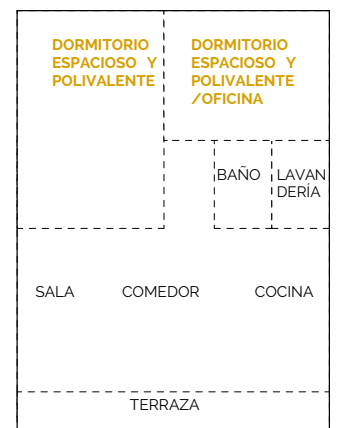 DORMITORIO
ESPACIOSO Y
POLIVALENTE
DORMITORIO
ESPACIOSO Y
POLIVALENTE
/OFICINA
BAÑO
LAVAN
DERÍA
SALA
COMEDOR
COCINA
TERRAZA